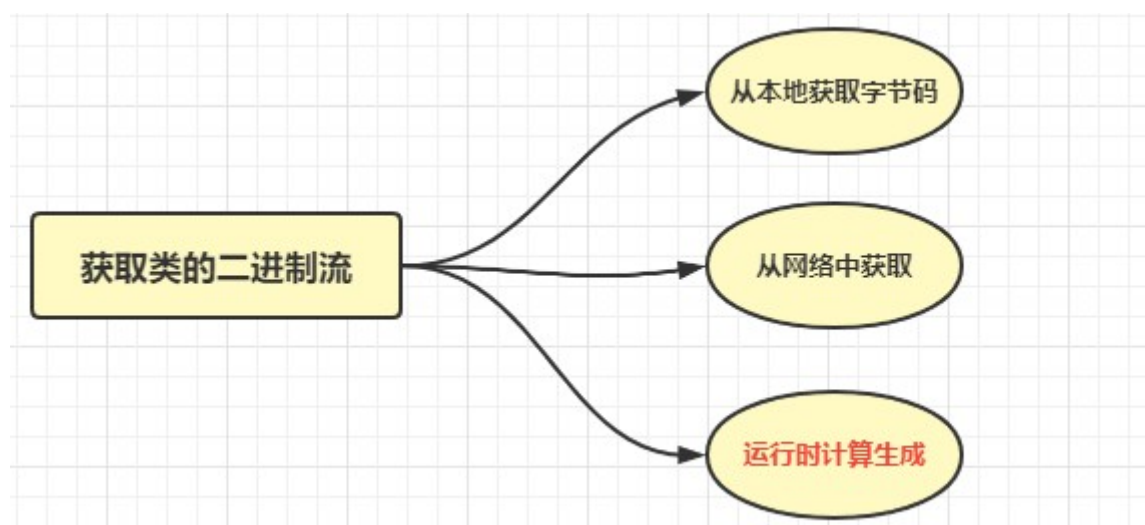 从本地获取字节码
获取类的二进制流
从网络中获取
运行时计算生成